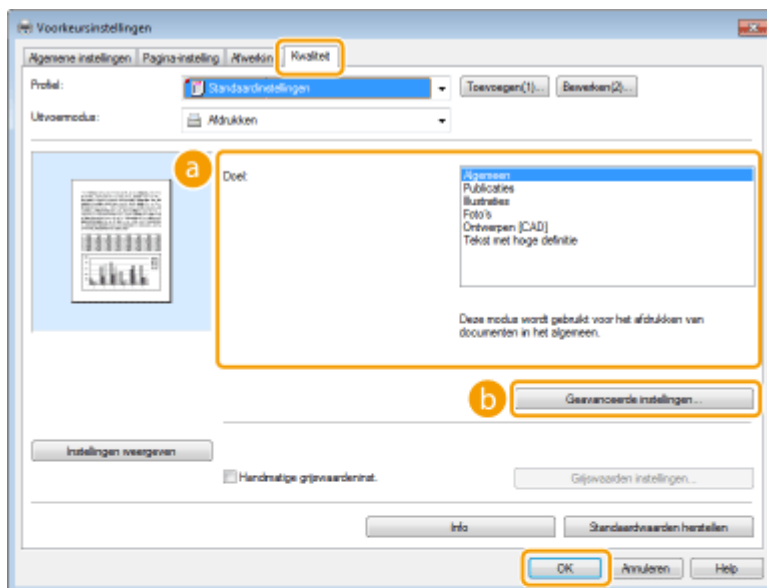 Voorkeursinstellingen
Algemene instellingen Pagina-instelling Afwerking Kwaliteit
Profiel: Standaardinstellingen Toevoegen(1)... Bewerken(2)...
Uitvoermodus: Afdrukken
a
Doel:
Algemeen
Publicaties
Illustraties
Foto's
Ontwerpen [CAD]
Tekst met hoge definitie
Deze modus wordt gebruikt voor het afdrukken van
documenten in het algemeen.
b Geavanceerde instellingen...
Instellingen weergeven
Handmatige grijswaardeninst. Grijswaarden instellingen...
Info Standaardwaarden herstellen
OK Annuleren Help